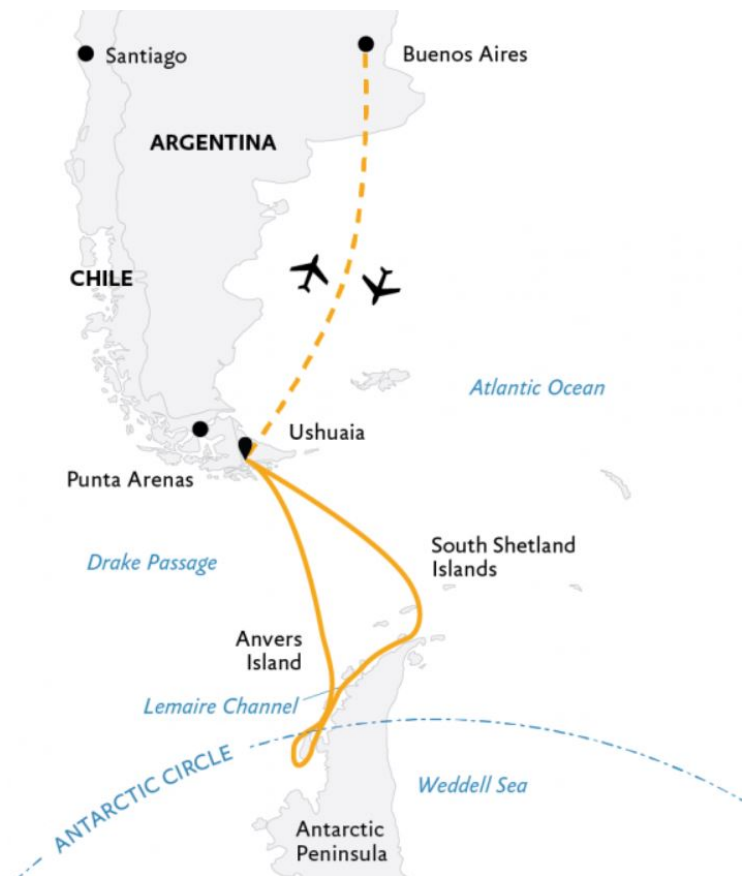 Santiago
Buenos Aires
ARGENTINA
CHILE
Atlantic Ocean
Ushuaia
Punta Arenas
Drake Passage
South Shetland
Islands
Anvers
Island
Lemaire Channel
ANTARCTIC CIRCLE
Weddell Sea
Antarctic
Peninsula